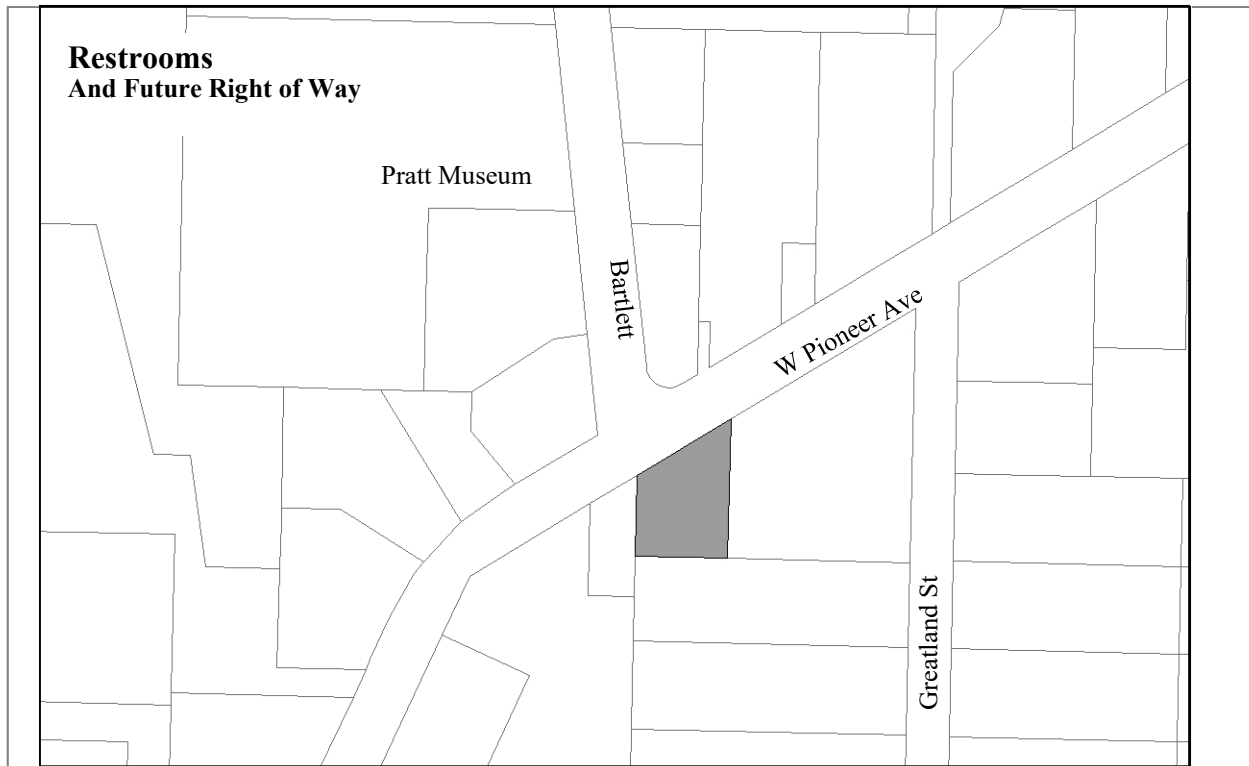 Restrooms
And Future Right of Way
Pratt Museum
Bartlett
W Pioneer Ave
Greatland St